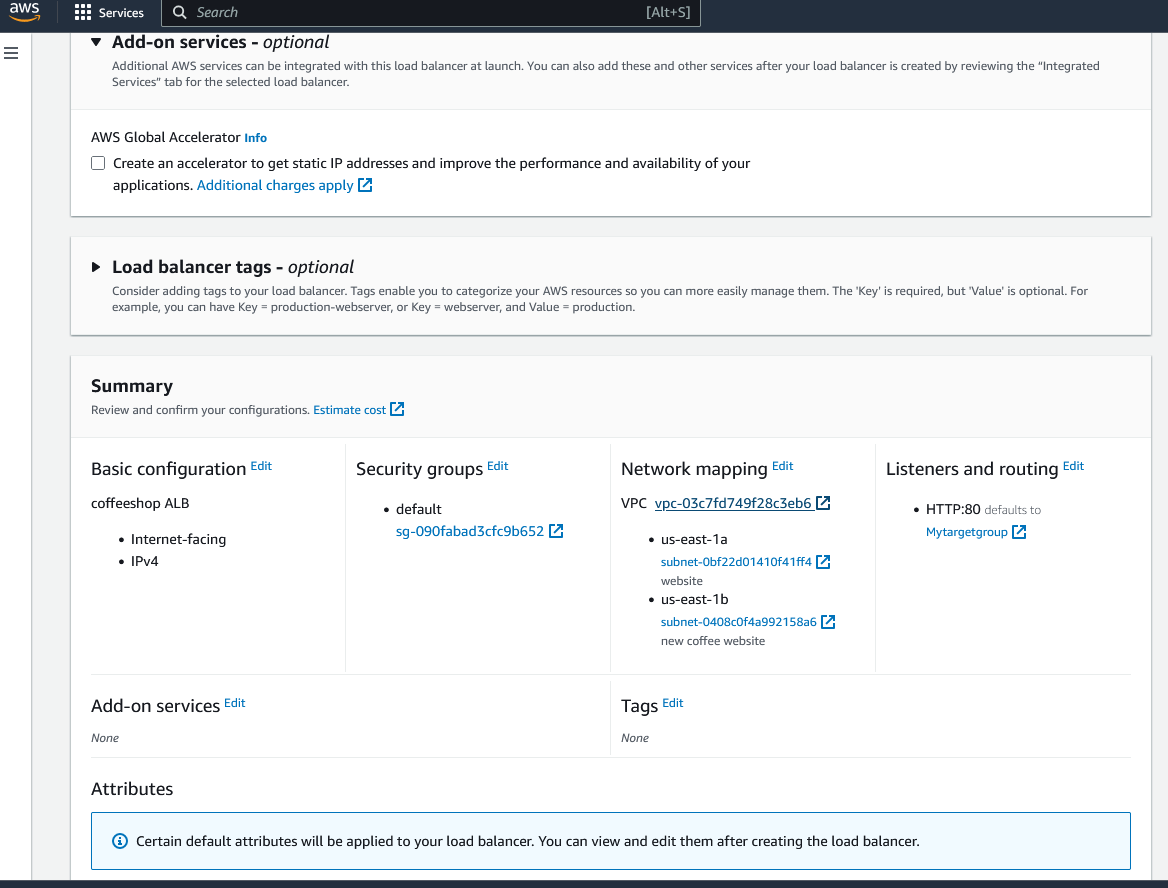 aws
Services
Search
[Alt+S]
Add-on services - optional
Additional AWS services can be integrated with this load balancer at launch. You can also add these and other services after your load balancer is created by reviewing the “Integrated
Services” tab for the selected load balancer.
AWS Global Accelerator Info
Create an accelerator to get static IP addresses and improve the performance and availability of your
applications. Additional charges apply
Load balancer tags - optional
Consider adding tags to your load balancer. Tags enable you to categorize your AWS resources so you can more easily manage them. The 'Key' is required, but 'Value' is optional. For
example, you can have Key = production-webserver, or Key = webserver, and Value = production.
Summary
Review and confirm your configurations. Estimate cost
Basic configuration Edit
coffeeshop ALB
• Internet-facing
• IPv4
Security groups Edit
• default
sg-090fabad3cfc9b652
Network mapping Edit
VPC vpc-03c7fd749f28c3eb6
• us-east-1a
subnet-0bf22d01410f41ff4
website
• us-east-1b
subnet-0408c0f4a992158a6
new coffee website
Listeners and routing Edit
• HTTP:80 defaults to
Mytargetgroup
Add-on services Edit
None
Tags Edit
None
Attributes
Certain default attributes will be applied to your load balancer. You can view and edit them after creating the load balancer.